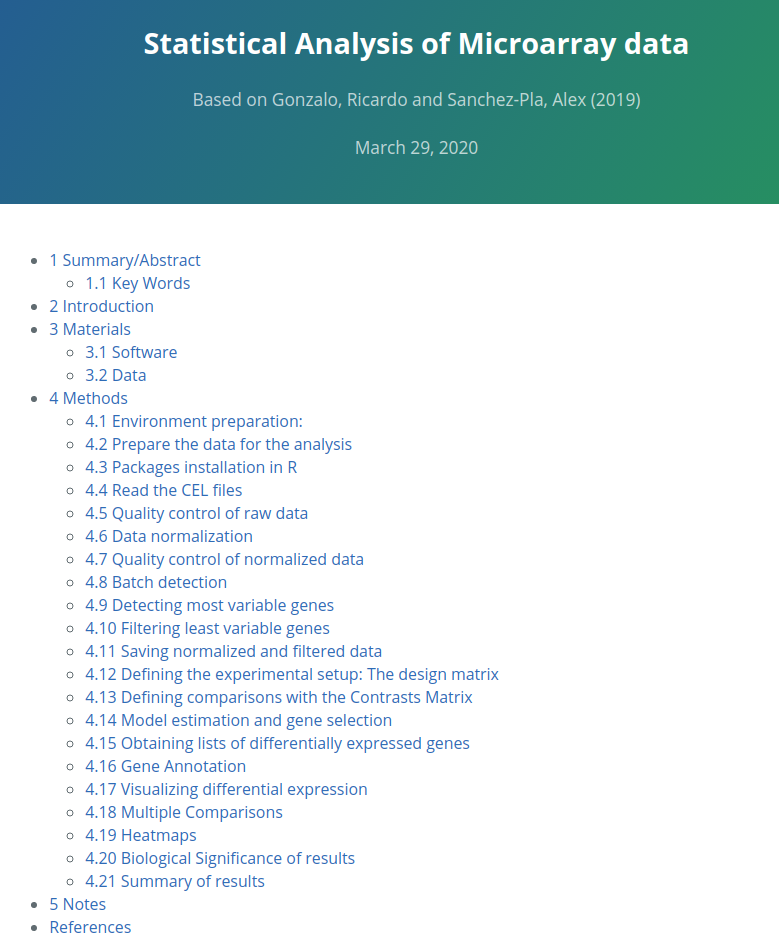 Statistical Analysis of Microarray data
Based on Gonzalo, Ricardo and Sanchez-Pla, Alex (2019)
March 29, 2020
1 Summary/Abstract
1.1 Key Words
2 Introduction
3 Materials
3.1 Software
3.2 Data
4 Methods
4.1 Environment preparation:
4.2 Prepare the data for the analysis
4.3 Packages installation in R
4.4 Read the CEL files
4.5 Quality control of raw data
4.6 Data normalization
4.7 Quality control of normalized data
4.8 Batch detection
4.9 Detecting most variable genes
4.10 Filtering least variable genes
4.11 Saving normalized and filtered data
4.12 Defining the experimental setup: The design matrix
4.13 Defining comparisons with the Contrasts Matrix
4.14 Model estimation and gene selection
4.15 Obtaining lists of differentially expressed genes
4.16 Gene Annotation
4.17 Visualizing differential expression
4.18 Multiple Comparisons
4.19 Heatmaps
4.20 Biological Significance of results
4.21 Summary of results
5 Notes
References